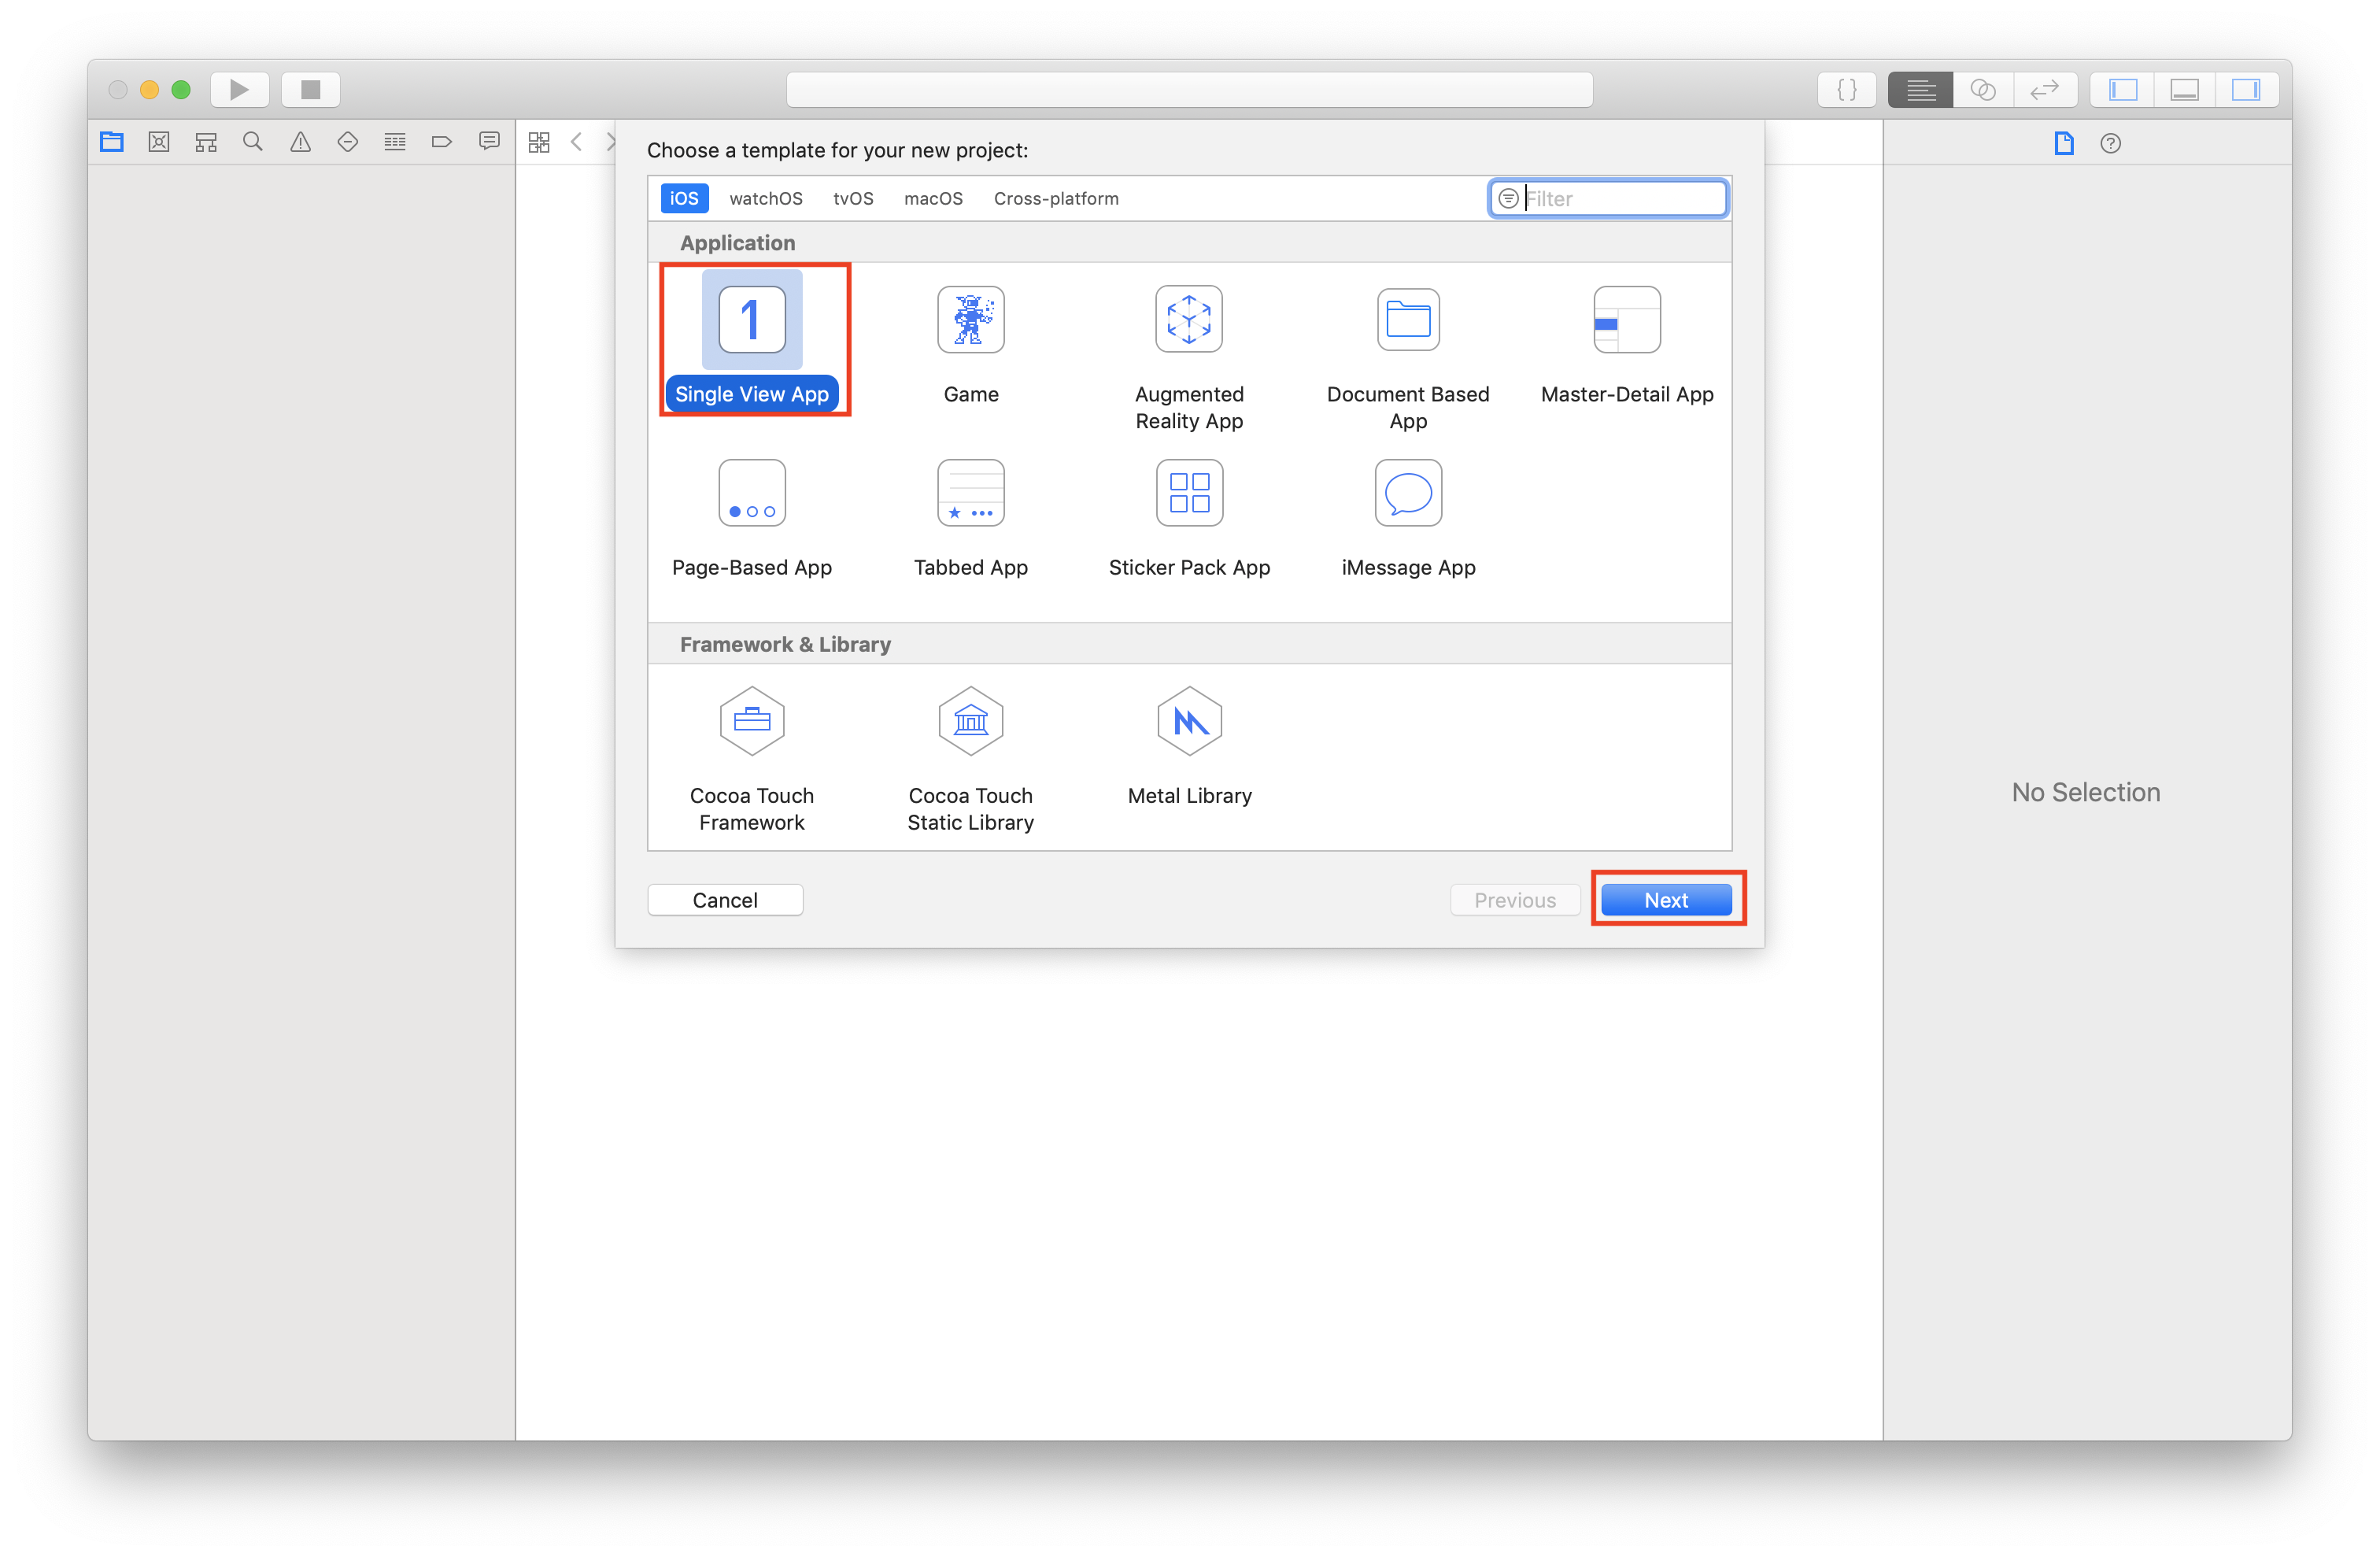 Choose a template for your new project:
iOS watchOS tvOS macOS Cross-platform Filter
Application
1
Single View App Game Augmented Document Based Master-Detail App
Reality App App
Page-Based App Tabbed App Sticker Pack App iMessage App
Framework & Library
Cocoa Touch Cocoa Touch Metal Library
Framework Static Library
No Selection
Cancel Previous Next